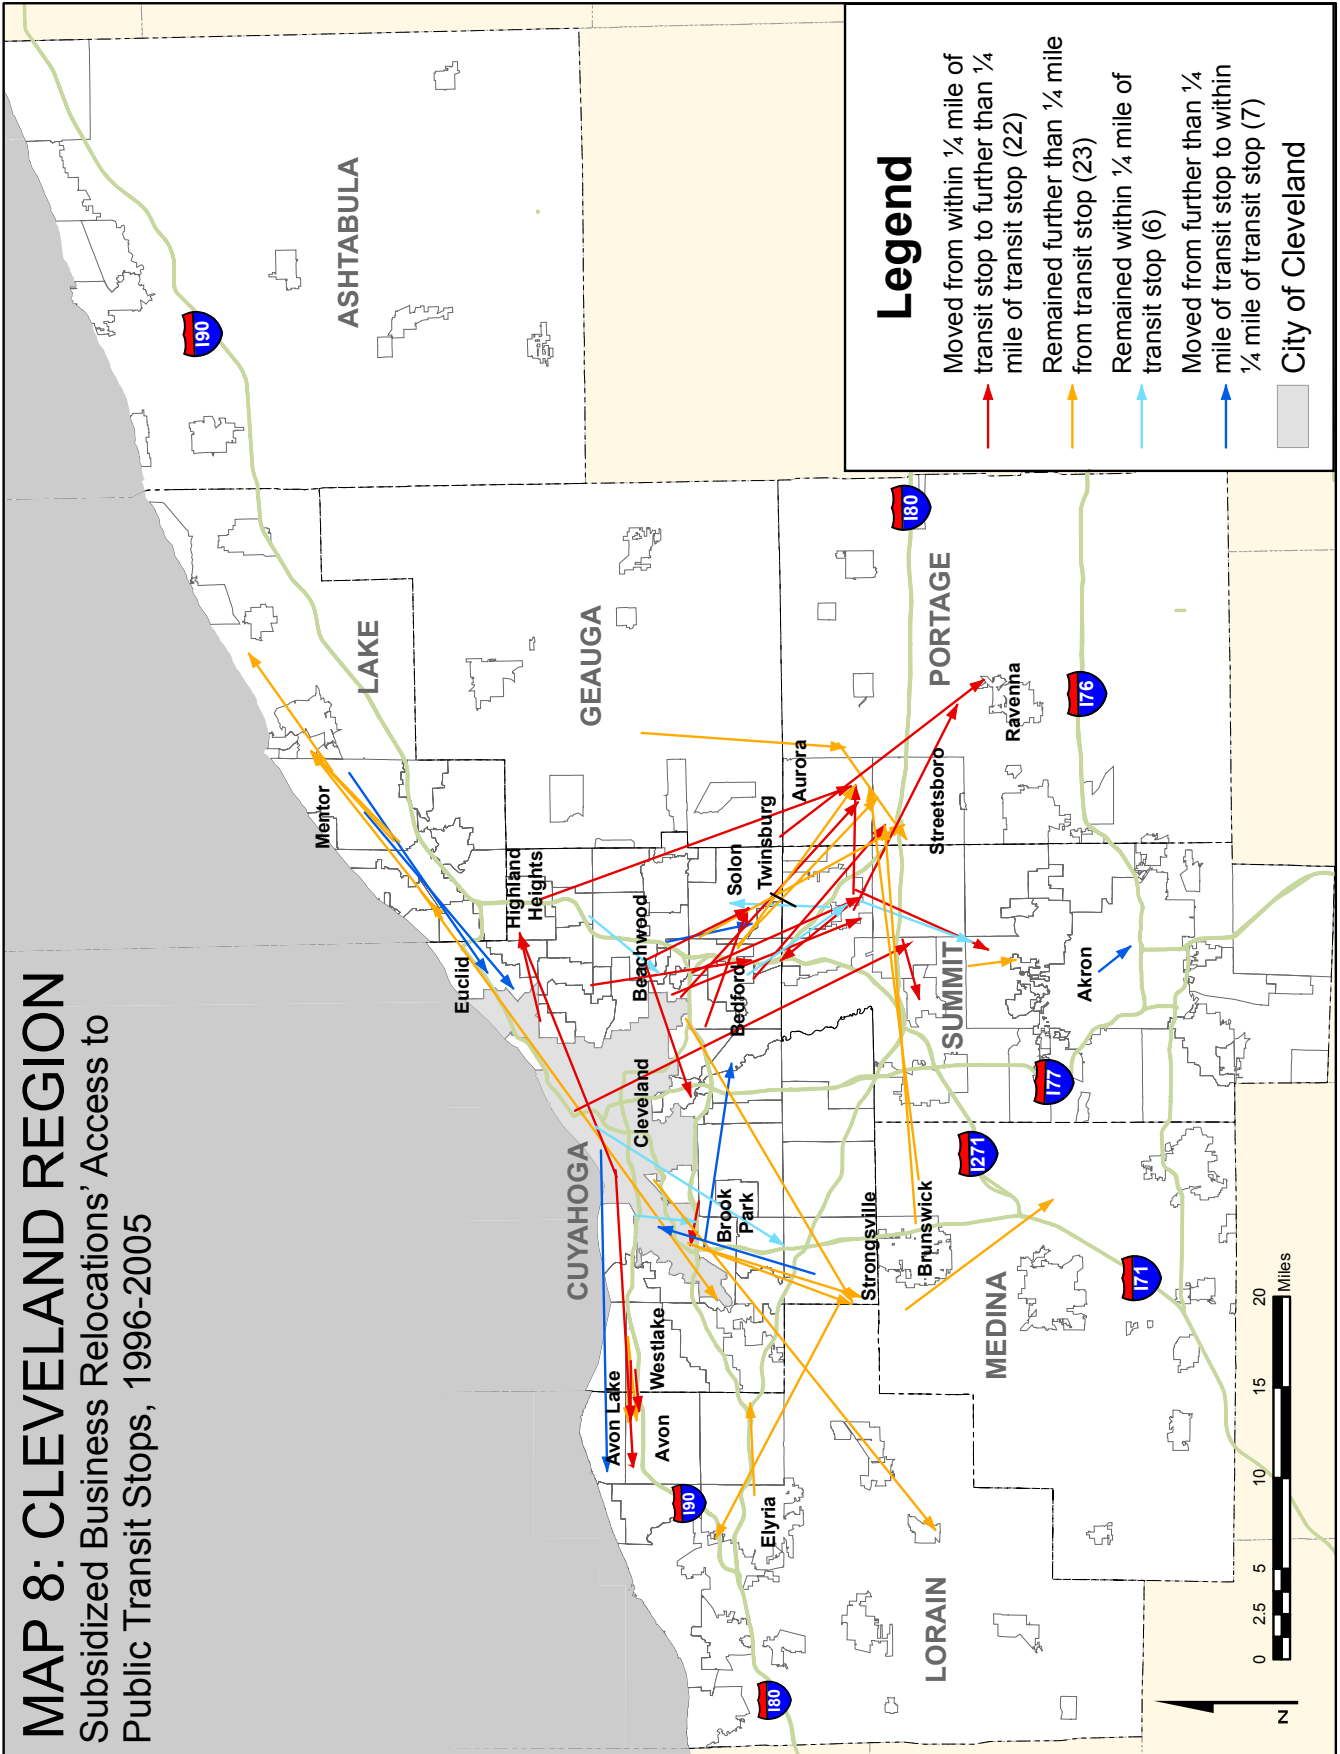 MAP 8: CLEVELAND REGION
Subsidized Business Relocations’ Access to
Public Transit Stops, 1996-2005
ASHTABULA
I90
LAKE
Mentor
GEAUGA
Euclid
Highland
Heights
CUYAHOGA
Cleveland
Beachwood
Solon
Twinsburg
Aurora
Bedford
Avon Lake
Westlake
Avon
Brook
Park
I90
Elyria
I80
I80
PORTAGE
Streetsboro
Ravenna
I76
SUMMIT
Akron
I77
I271
Strongsville
Brunswick
MEDINA
I71
LORAIN
Legend
Moved from within ¼ mile of
transit stop to further than ¼
mile of transit stop (22)
Remained further than ¼ mile
from transit stop (23)
Remained within ¼ mile of
transit stop (6)
Moved from further than ¼
mile of transit stop to within
¼ mile of transit stop (7)
City of Cleveland
N
0 2.5 5 10 15 20
Miles